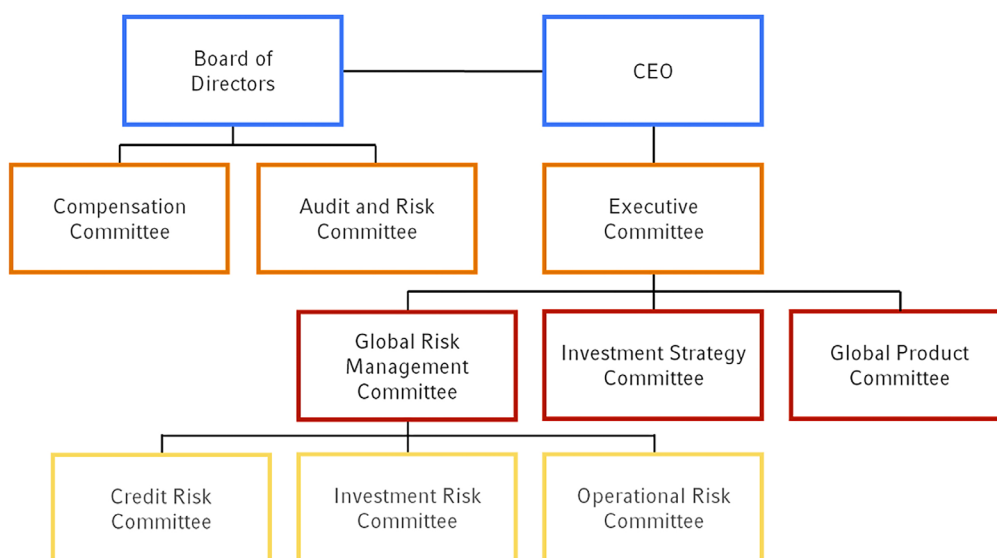 Board of
Directors
CEO
Compensation
Committee
Audit and Risk
Committee
Executive
Committee
Global Risk
Management
Committee
Investment Strategy
Committee
Global Product
Committee
Credit Risk
Committee
Investment Risk
Committee
Operational Risk
Committee